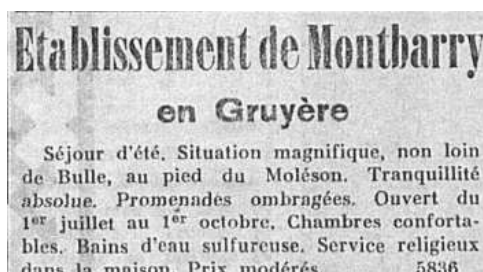 Etablissement de Montbarry
en Gruyère
Séjour d'été. Situation magnifique, non loin
de Bulle, au pied du Moléson. Tranquillité
absolue. Promenades ombragées. Ouvert du
1er juillet au 1er octobre. Chambres conforta-
bles. Bains d'eau sulfureuse. Service religieux
dans la maison. Prix modérés. 5836